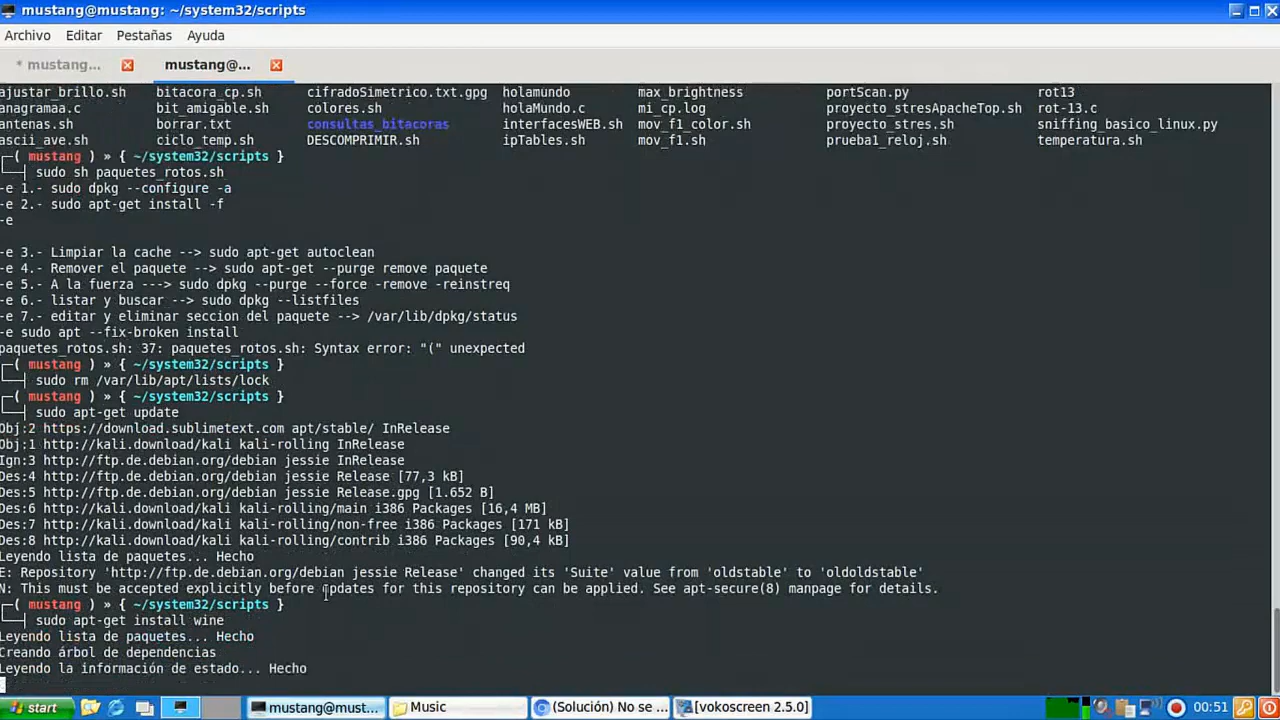 mustang@mustang: ~/system32/scripts
Archivo Editar Pestañas Ayuda
* mustang... mustang@...
ajustar_brillo.sh bitacora_cp.sh cifradoSimetrico.txt.gpg holamundo max_brightness portScan.py rot13
anagramaa.c bit_amigable.sh colores.sh holaMundo.c mi_cp.log proyecto_stresApacheTop.sh rot-13.c
antenas.sh borrar.txt consultas_bitacoras interfacesWEB.sh mov_f1_color.sh proyecto_stres.sh sniffing_basico_linux.py
ascii_ave.sh ciclo_temp.sh DESCOMPRIMIR.sh ipTables.sh mov_f1.sh prueba1_reloj.sh temperatura.sh
( mustang ) » { ~/system32/scripts }
sudo sh paquetes_rotos.sh
-e 1.- sudo dpkg --configure -a
-e 2.- sudo apt-get install -f
-e
-e 3.- Limpiar la cache --> sudo apt-get autoclean
-e 4.- Remover el paquete --> sudo apt-get --purge remove paquete
-e 5.- A la fuerza ---> sudo dpkg --purge --force -remove -reinstreq
-e 6.- listar y buscar --> sudo dpkg --listfiles
-e 7.- editar y eliminar seccion del paquete --> /var/lib/dpkg/status
-e sudo apt --fix-broken install
paquetes_rotos.sh: 37: paquetes_rotos.sh: Syntax error: "(" unexpected
( mustang ) » { ~/system32/scripts }
sudo rm /var/lib/apt/lists/lock
( mustang ) » { ~/system32/scripts }
sudo apt-get update
Obj:2 https://download.sublimetext.com apt/stable/ InRelease
Obj:1 http://kali.download/kali kali-rolling InRelease
Ign:3 http://ftp.de.debian.org/debian jessie InRelease
Des:4 http://ftp.de.debian.org/debian jessie Release [77,3 kB]
Des:5 http://ftp.de.debian.org/debian jessie Release.gpg [1.652 B]
Des:6 http://kali.download/kali kali-rolling/main i386 Packages [16,4 MB]
Des:7 http://kali.download/kali kali-rolling/non-free i386 Packages [171 kB]
Des:8 http://kali.download/kali kali-rolling/contrib i386 Packages [90,4 kB]
Leyendo lista de paquetes... Hecho
E: Repository 'http://ftp.de.debian.org/debian jessie Release' changed its 'Suite' value from 'oldstable' to 'oldoldstable'
N: This must be accepted explicitly before updates for this repository can be applied. See apt-secure(8) manpage for details.
( mustang ) » { ~/system32/scripts }
sudo apt-get install wine
Leyendo lista de paquetes... Hecho
Creando árbol de dependencias
Leyendo la información de estado... Hecho
start mustang@must... Music (Solución) No se ... [vokoscreen 2.5.0] 00:51